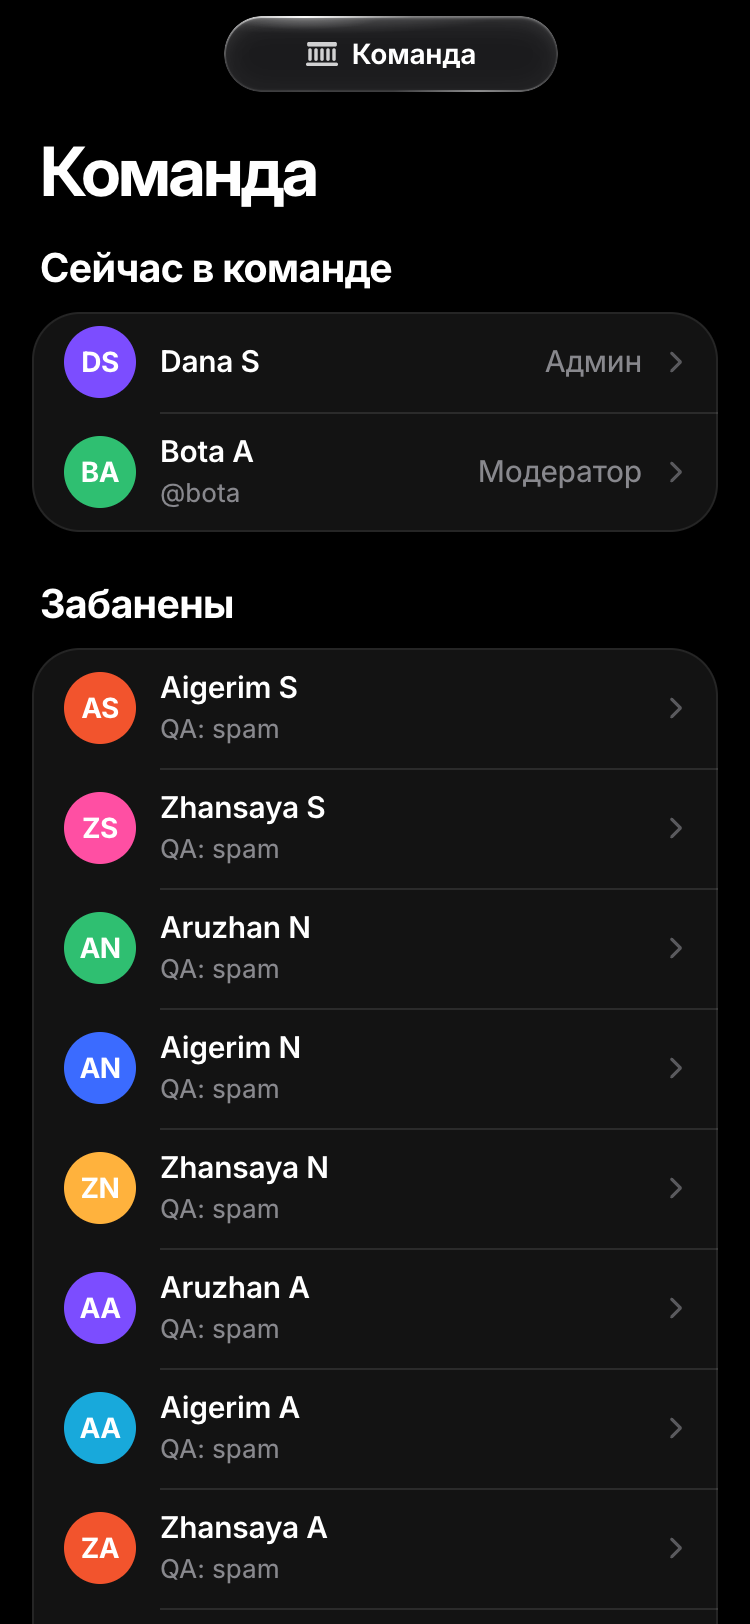 Команда
Команда
Сейчас в команде
DS Dana S Админ
BA Bota A Модератор
@bota
Забанены
AS Aigerim S
QA: spam
ZS Zhansaya S
QA: spam
AN Aruzhan N
QA: spam
AN Aigerim N
QA: spam
ZN Zhansaya N
QA: spam
AA Aruzhan A
QA: spam
AA Aigerim A
QA: spam
ZA Zhansaya A
QA: spam